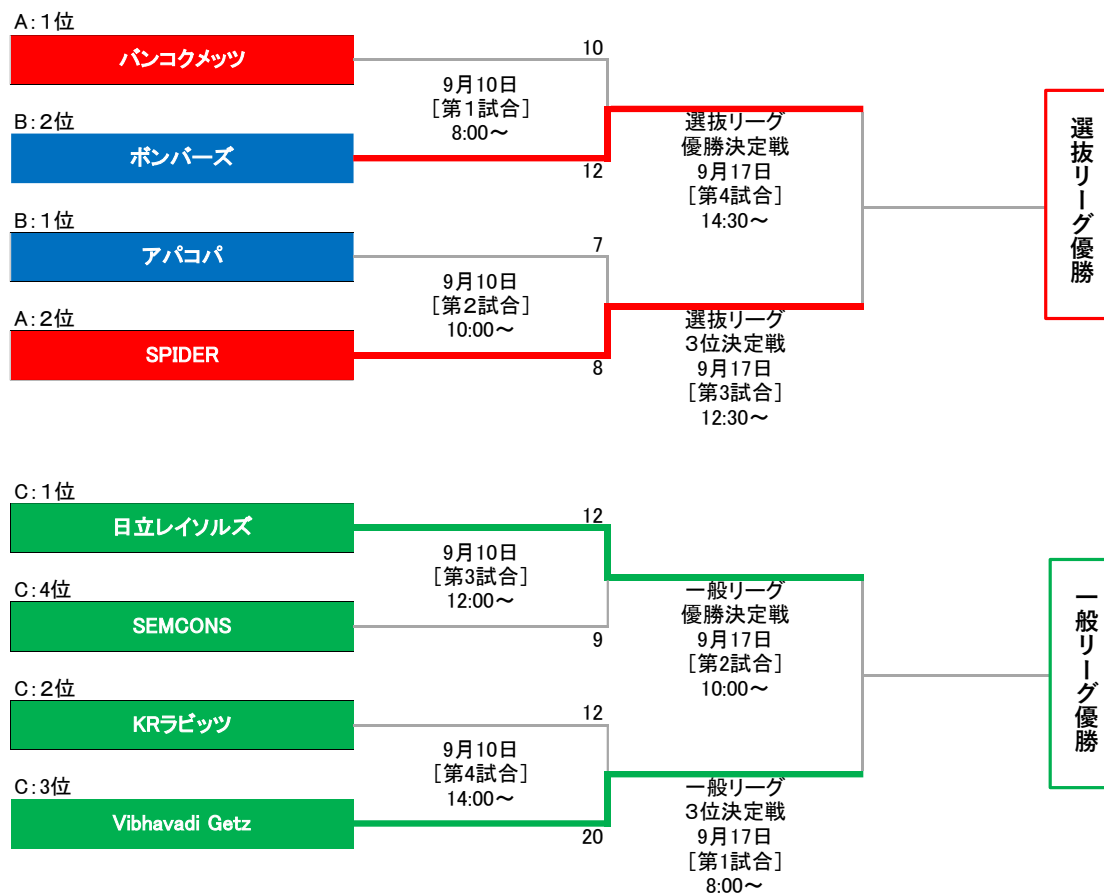 A：1位
バンコクメッツ
10
9月10日
［第１試合］
8:00～
B：2位
ボンバーズ
12
選抜リーグ
優勝決定戦
9月17日
［第4試合］
14:30～
選抜リーグ優勝
B：1位
アパコパ
7
9月10日
［第２試合］
10:00～
A：2位
SPIDER
8
選抜リーグ
３位決定戦
9月17日
［第3試合］
12:30～
C：1位
日立レイソルズ
12
9月10日
［第3試合］
12:00～
C：4位
SEMCONS
9
一般リーグ
優勝決定戦
9月17日
［第2試合］
10:00～
一般リーグ優勝
C：2位
KRラビッツ
12
9月10日
［第4試合］
14:00～
C：3位
Vibhavadi Getz
20
一般リーグ
３位決定戦
9月17日
［第1試合］
8:00～